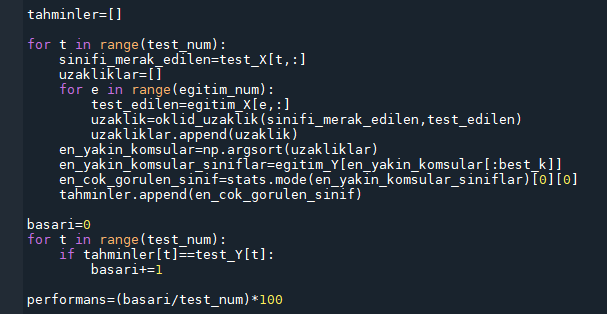 tahminler=[]
for t in range(test_num):
    sinifi_merak_edilen=test_X[t,:]
    uzakliklar=[]
    for e in range(egitim_num):
        test_edilen=egitim_X[e,:]
        uzaklik=oklid_uzaklik(sinifi_merak_edilen,test_edilen)
        uzakliklar.append(uzaklik)
    en_yakin_komsular=np.argsort(uzakliklar)
    en_yakin_komsular_siniflar=egitim_Y[en_yakin_komsular[:best_k]]
    en_cok_gorulen_sinif=stats.mode(en_yakin_komsular_siniflar)[0][0]
    tahminler.append(en_cok_gorulen_sinif)
basari=0
for t in range(test_num):
    if tahminler[t]==test_Y[t]:
        basari+=1
performans=(basari/test_num)*100